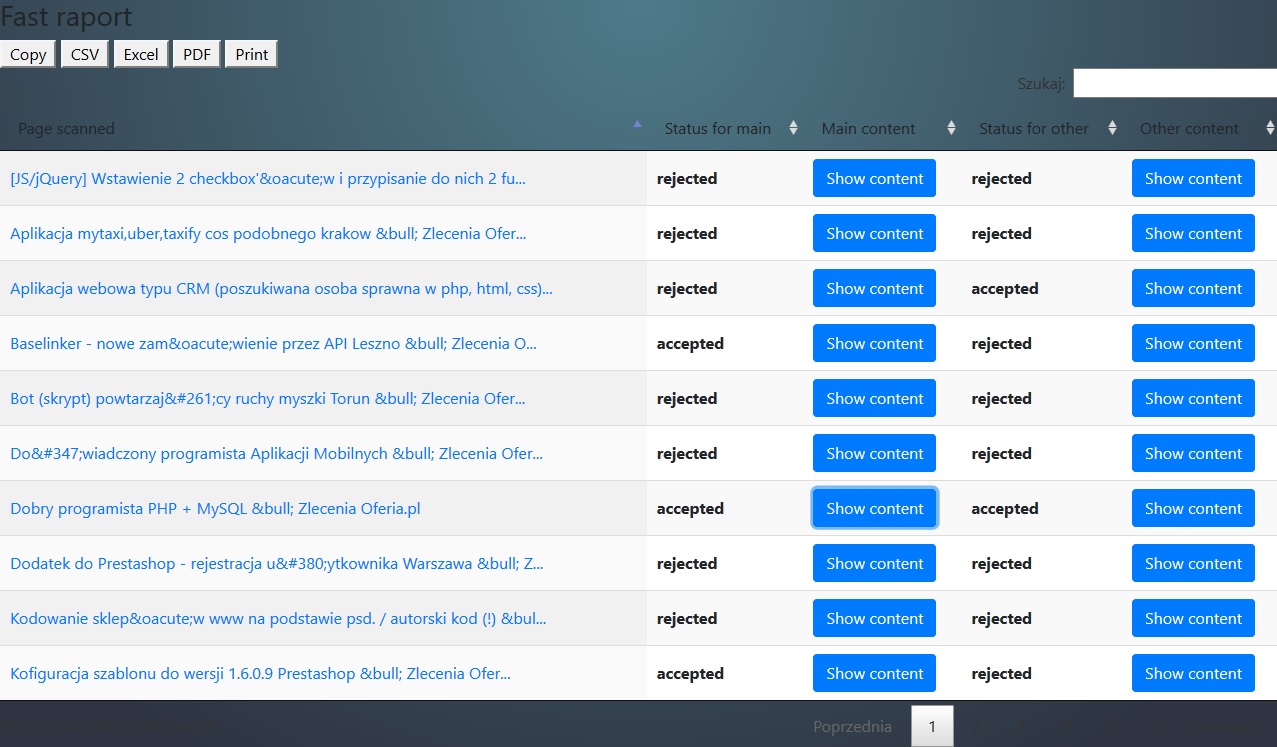 Fast raport
Copy CSV Excel PDF Print
Szukaj:
Page scanned Status for main Main content Status for other Other content
[JS/jQuery] Wstawienie 2 checkbox'&oacute;w i przypisanie do nich 2 fu... rejected Show content rejected Show content
Aplikacja mytaxi,uber,taxify cos podobnego krakow &bull; Zlecenia Ofer... rejected Show content rejected Show content
Aplikacja webowa typu CRM (poszukiwana osoba sprawna w php, html, css)... rejected Show content accepted Show content
Baselinker - nowe zam&oacute;wienie przez API Leszno &bull; Zlecenia O... accepted Show content rejected Show content
Bot (skrypt) powtarzaj&#261;cy ruchy myszki Torun &bull; Zlecenia Ofer... rejected Show content rejected Show content
Do&#347;wiadczony programista Aplikacji Mobilnych &bull; Zlecenia Ofer... rejected Show content rejected Show content
Dobry programista PHP + MySQL &bull; Zlecenia Oferia.pl accepted Show content accepted Show content
Dodatek do Prestashop - rejestracja u&#380;ytkownika Warszawa &bull; Z... rejected Show content rejected Show content
Kodowanie sklep&oacute;w www na podstawie psd. / autorski kod (!) &bul... rejected Show content rejected Show content
Kofiguracja szablonu do wersji 1.6.0.9 Prestashop &bull; Zlecenia Ofer... accepted Show content rejected Show content
Poprzednia 1